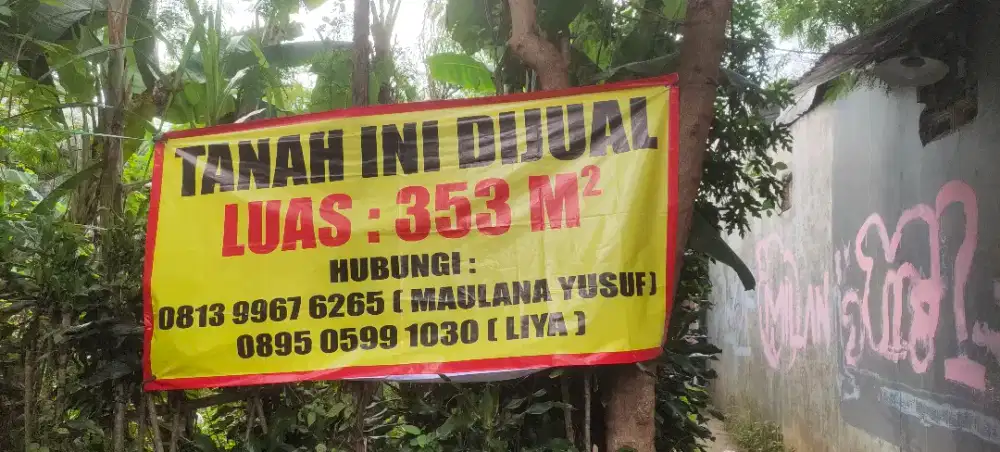 TANAH INI DIJUAL
LUAS : 353 M²
HUBUNGI :
0813 9967 6265 ( MAULANA YUSUF)
0895 0599 1030 ( LIYA )